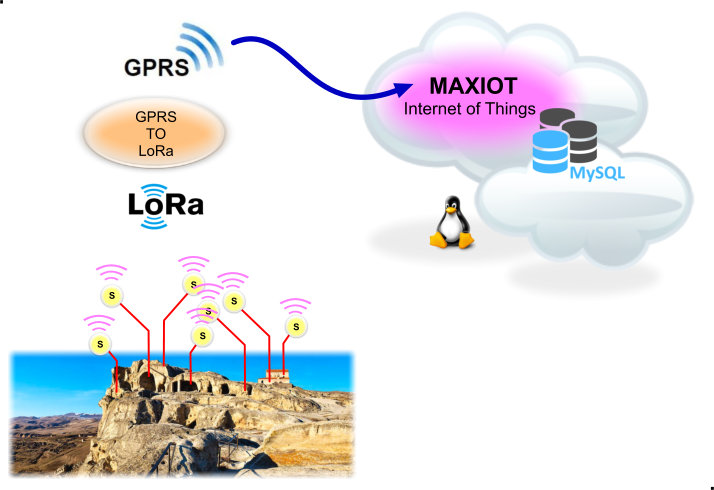 GPRS
MAXIOT
Internet of Things
GPRS
TO
LoRa
MySQL
LoRa
S
S
S
S
S
S
S
S